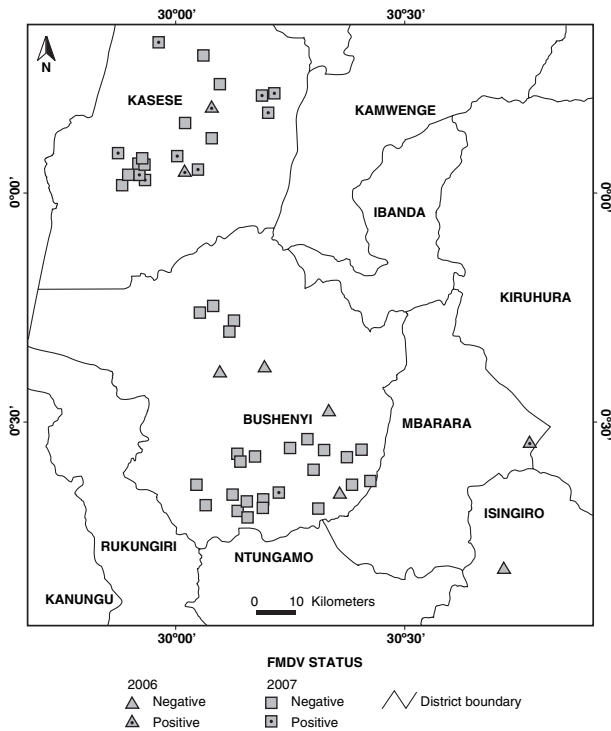 30°00’ 30°30’
N
KASESE KAMWENGE
0°00’ 0°00’
IBANDA
KIRUHURA
BUSHENYI MBARARA
0°30’ 0°30’
ISINGIRO
RUKUNGIRI NTUNGAMO
KANUNGU
0 10 Kilometers
30°00’ 30°30’
FMDV STATUS
2006 2007
Negative Negative District boundary
Positive Positive